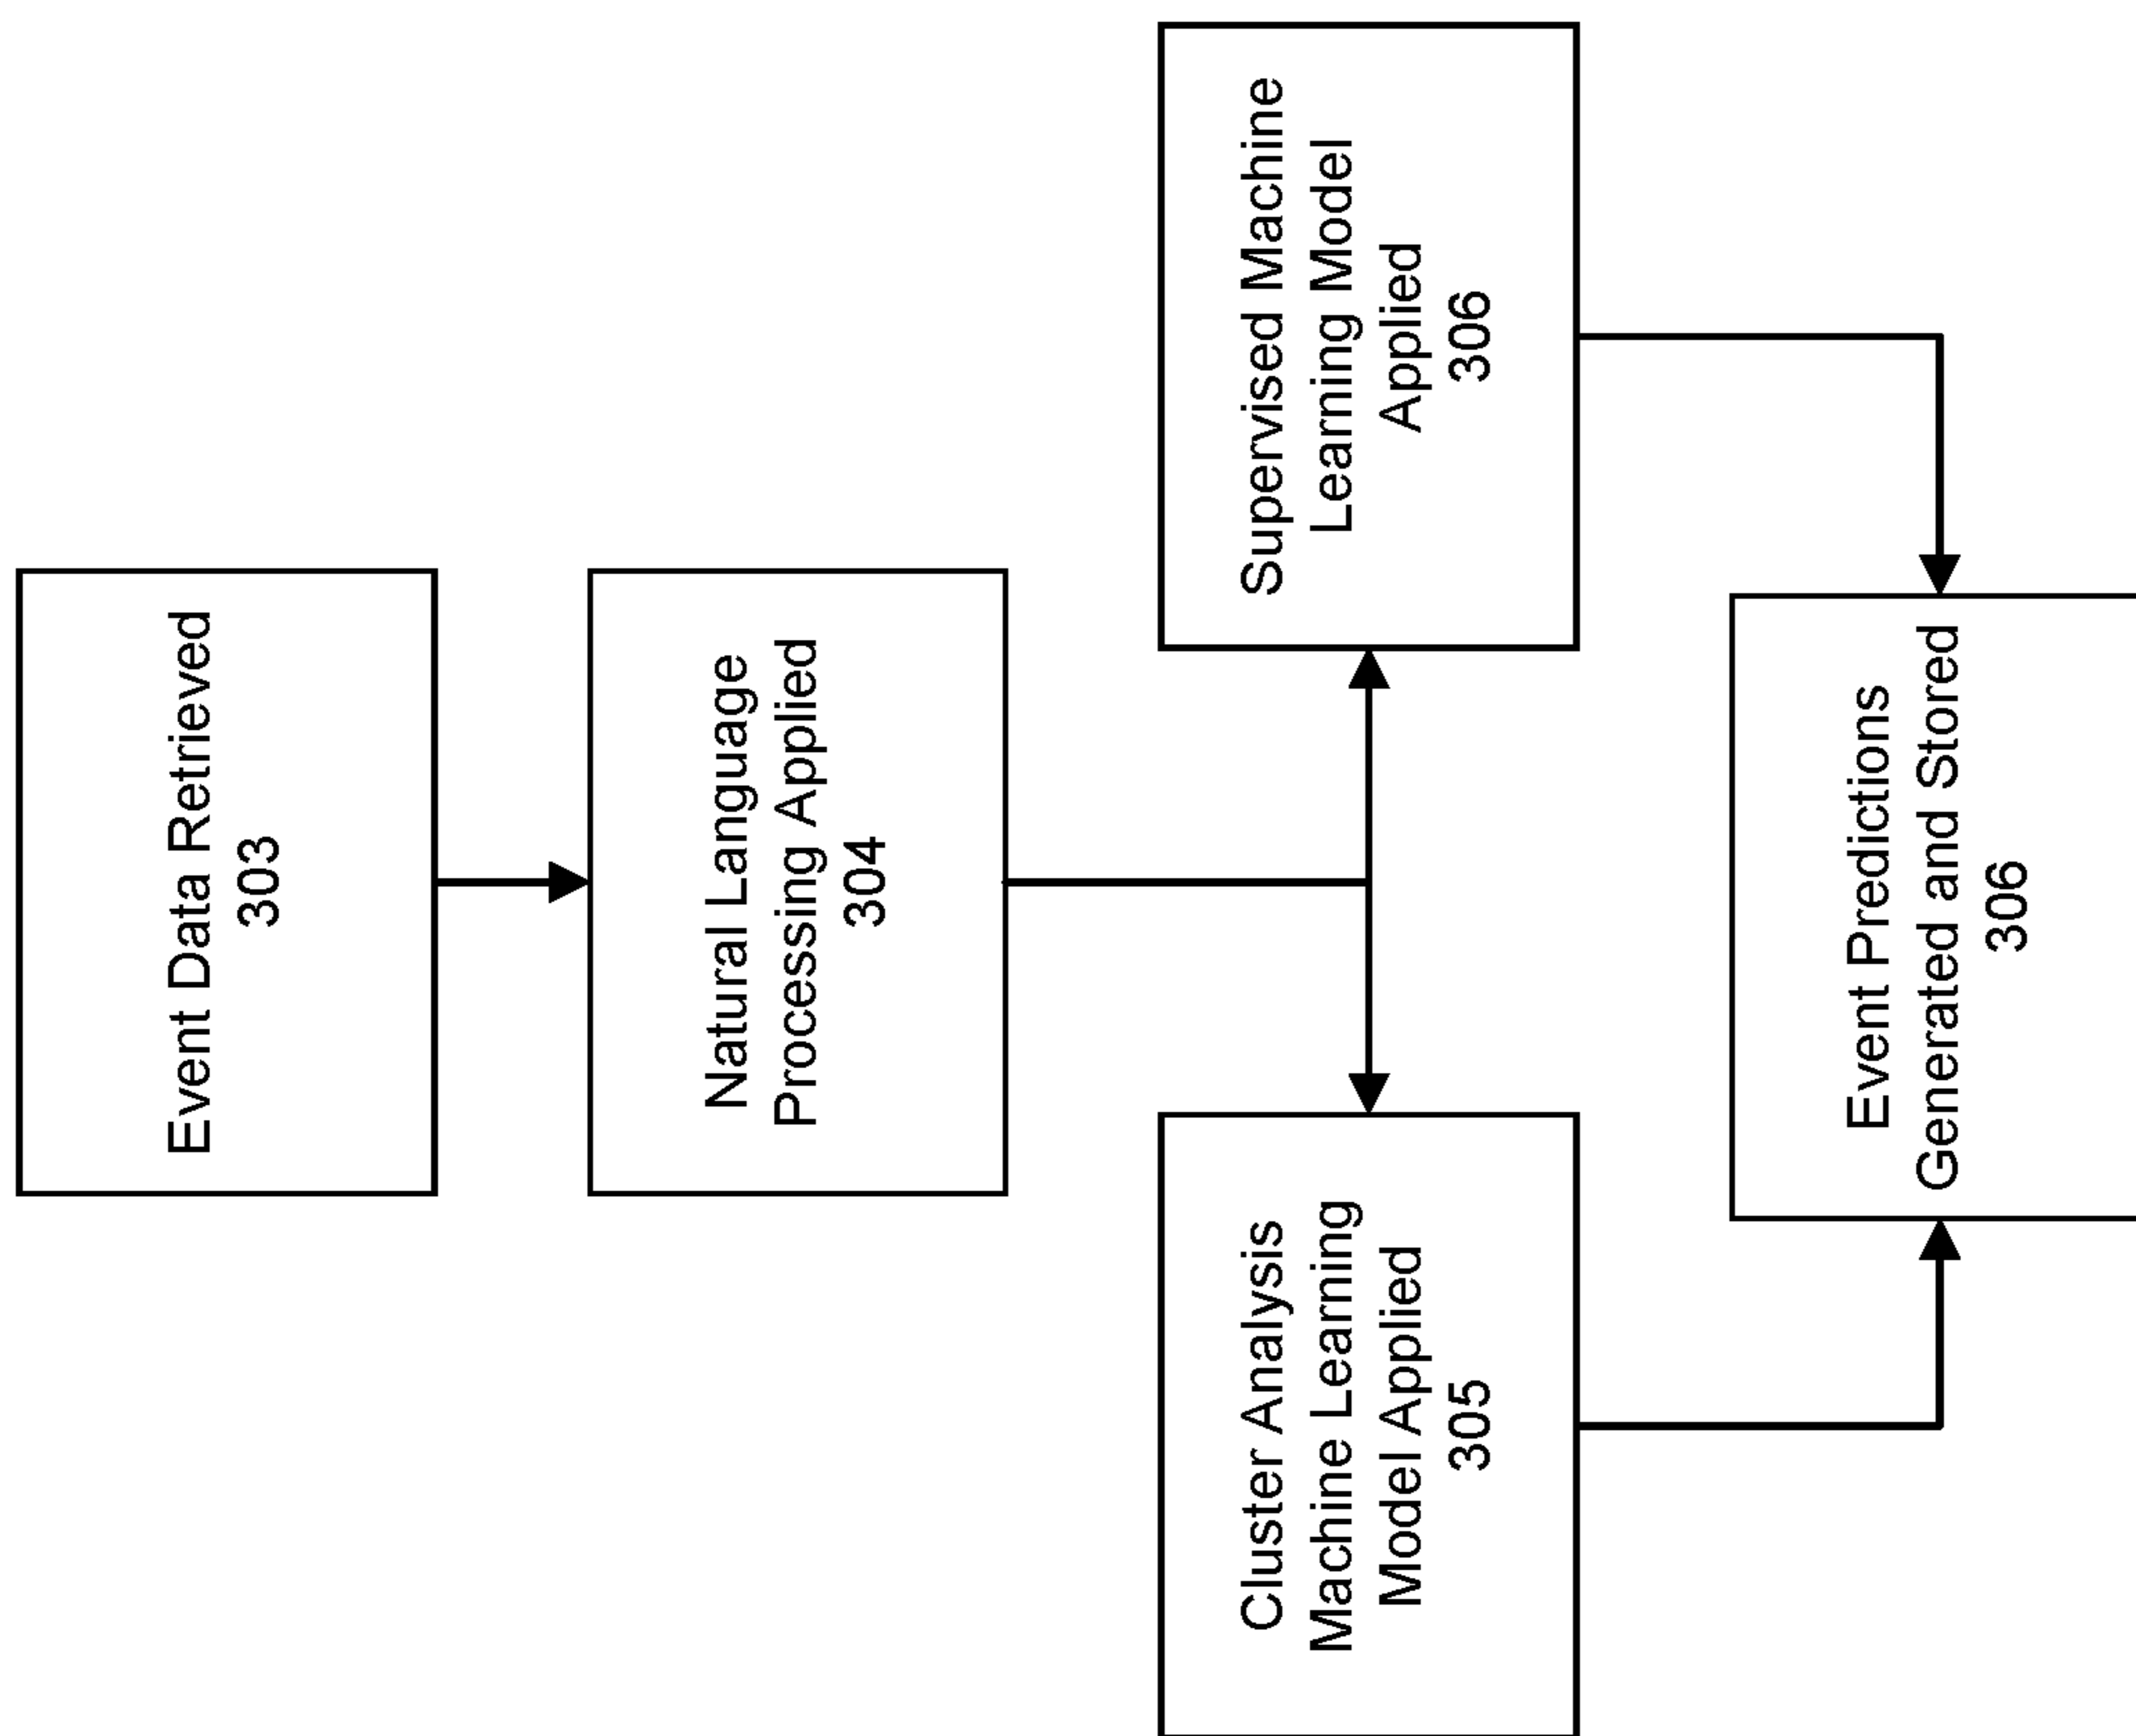 Event Data Retrieved
303
Natural Language
Processing Applied
304
Cluster Analysis
Machine Learning
Model Applied
305
Supervised Machine
Learning Model
Applied
306
Event Predictions
Generated and Stored
306